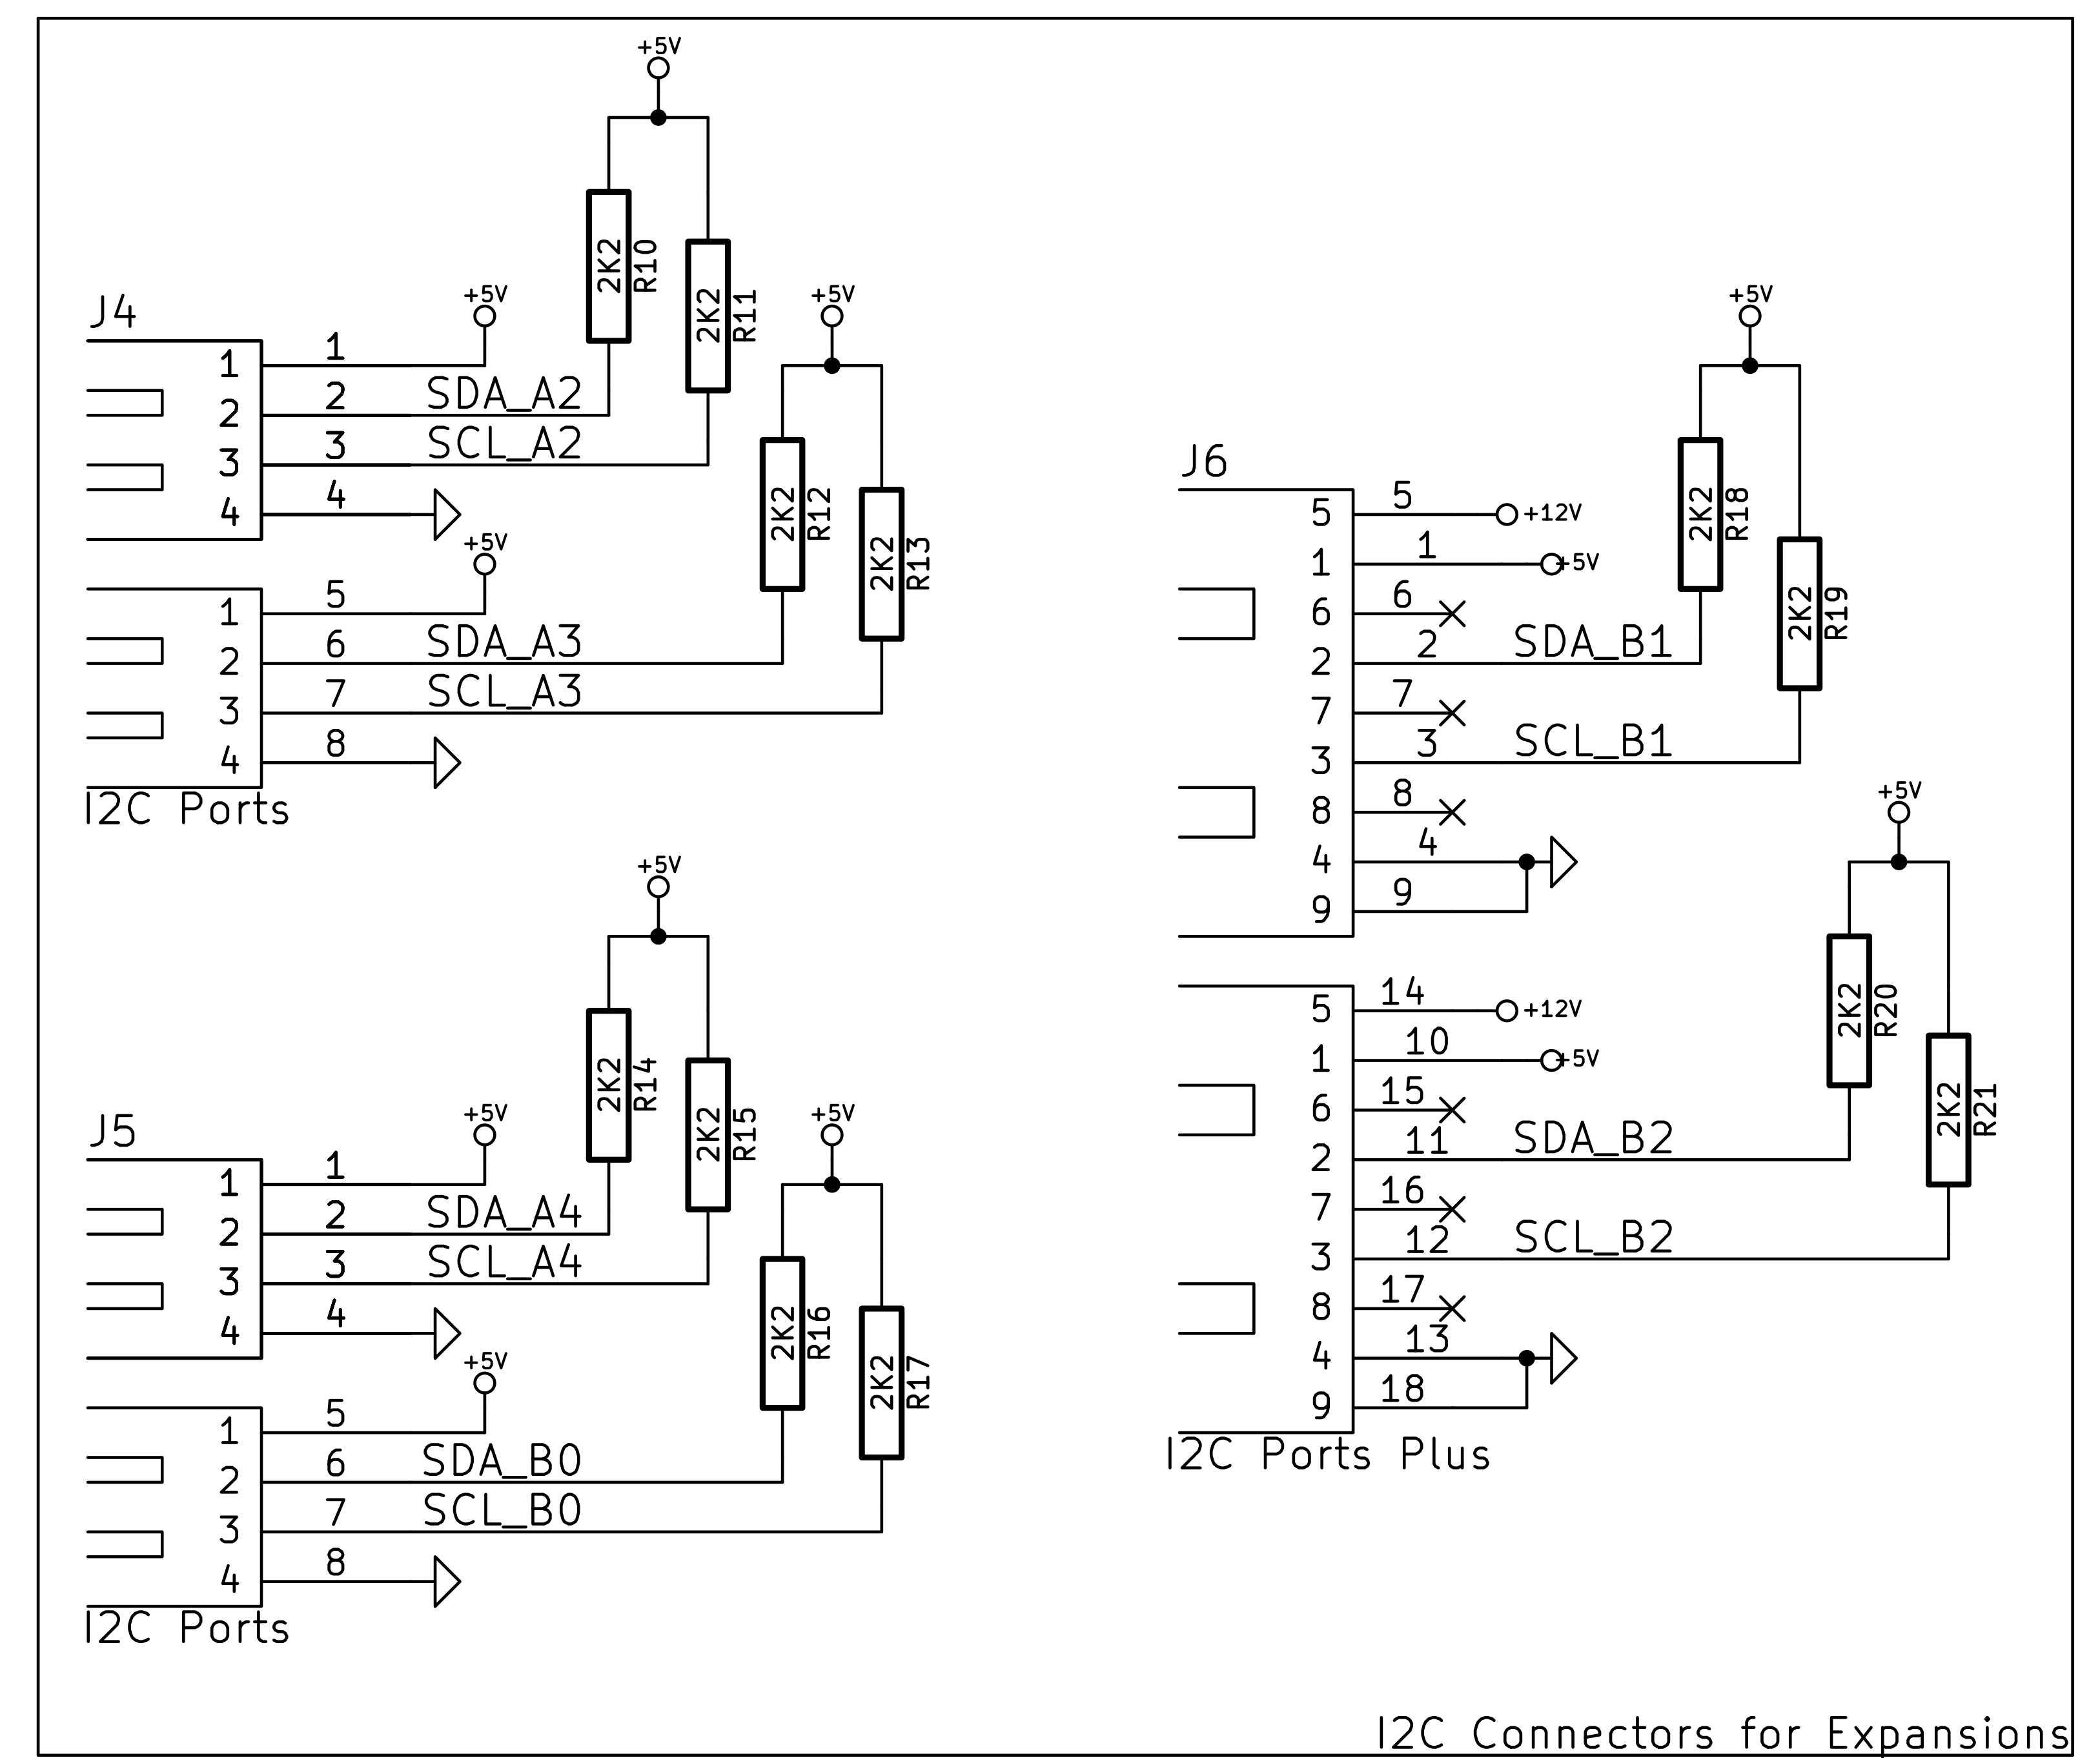 +5V
2K2
R10
2K2
R11
J4
+5V
1 1
2 2 SDA_A2
3 3 SCL_A2
4 4
+5V
2K2
R12
2K2
R13
+5V
1 5
2 6 SDA_A3
3 7 SCL_A3
4 8
I2C Ports
+5V
2K2
R14
2K2
R15
J5
+5V
1 1
2 2 SDA_A4
3 3 SCL_A4
4 4
+5V
2K2
R16
2K2
R17
+5V
1 5
2 6 SDA_B0
3 7 SCL_B0
4 8
I2C Ports
+5V
2K2
R18
2K2
R19
J6
5 5 +12V
1 1 +5V
6 6
2 2 SDA_B1
7 7
3 3 SCL_B1
8 8
4 4
9 9
+5V
2K2
R20
2K2
R21
5 14 +12V
1 10 +5V
6 15
2 11 SDA_B2
7 16
3 12 SCL_B2
8 17
4 13
9 18
I2C Ports Plus
I2C Connectors for Expansions